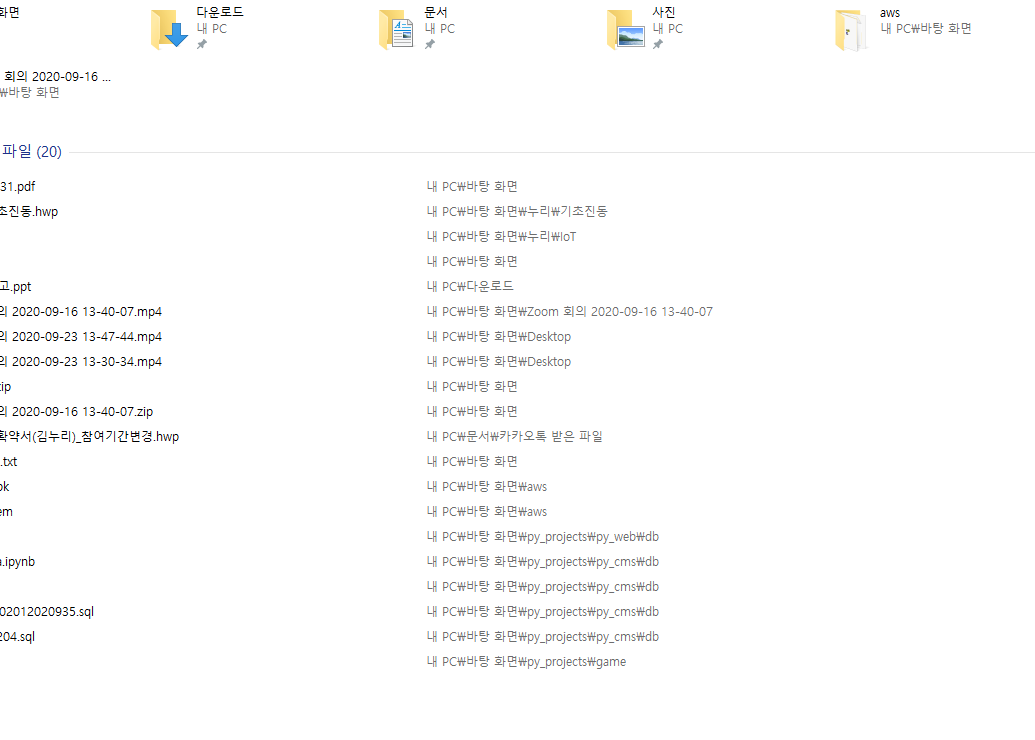 화면
다운로드
내 PC
문서
내 PC
사진
내 PC
aws
내 PC₩바탕 화면
회의 2020-09-16 ...
₩바탕 화면
파일 (20)
31.pdf 내 PC₩바탕 화면
초진동.hwp 내 PC₩바탕 화면₩누리₩기초진동
내 PC₩바탕 화면₩누리₩IoT
내 PC₩바탕 화면
고.ppt 내 PC₩다운로드
의 2020-09-16 13-40-07.mp4 내 PC₩바탕 화면₩Zoom 회의 2020-09-16 13-40-07
의 2020-09-23 13-47-44.mp4 내 PC₩바탕 화면₩Desktop
의 2020-09-23 13-30-34.mp4 내 PC₩바탕 화면₩Desktop
zip 내 PC₩바탕 화면
의 2020-09-16 13-40-07.zip 내 PC₩바탕 화면
확약서(김누리)_참여기간변경.hwp 내 PC₩문서₩카카오톡 받은 파일
.txt 내 PC₩바탕 화면
내 PC₩바탕 화면₩aws
em 내 PC₩바탕 화면₩aws
내 PC₩바탕 화면₩py_projects₩py_web₩db
a.ipynb 내 PC₩바탕 화면₩py_projects₩py_cms₩db
내 PC₩바탕 화면₩py_projects₩py_cms₩db
02012020935.sql 내 PC₩바탕 화면₩py_projects₩py_cms₩db
204.sql 내 PC₩바탕 화면₩py_projects₩py_cms₩db
내 PC₩바탕 화면₩py_projects₩game